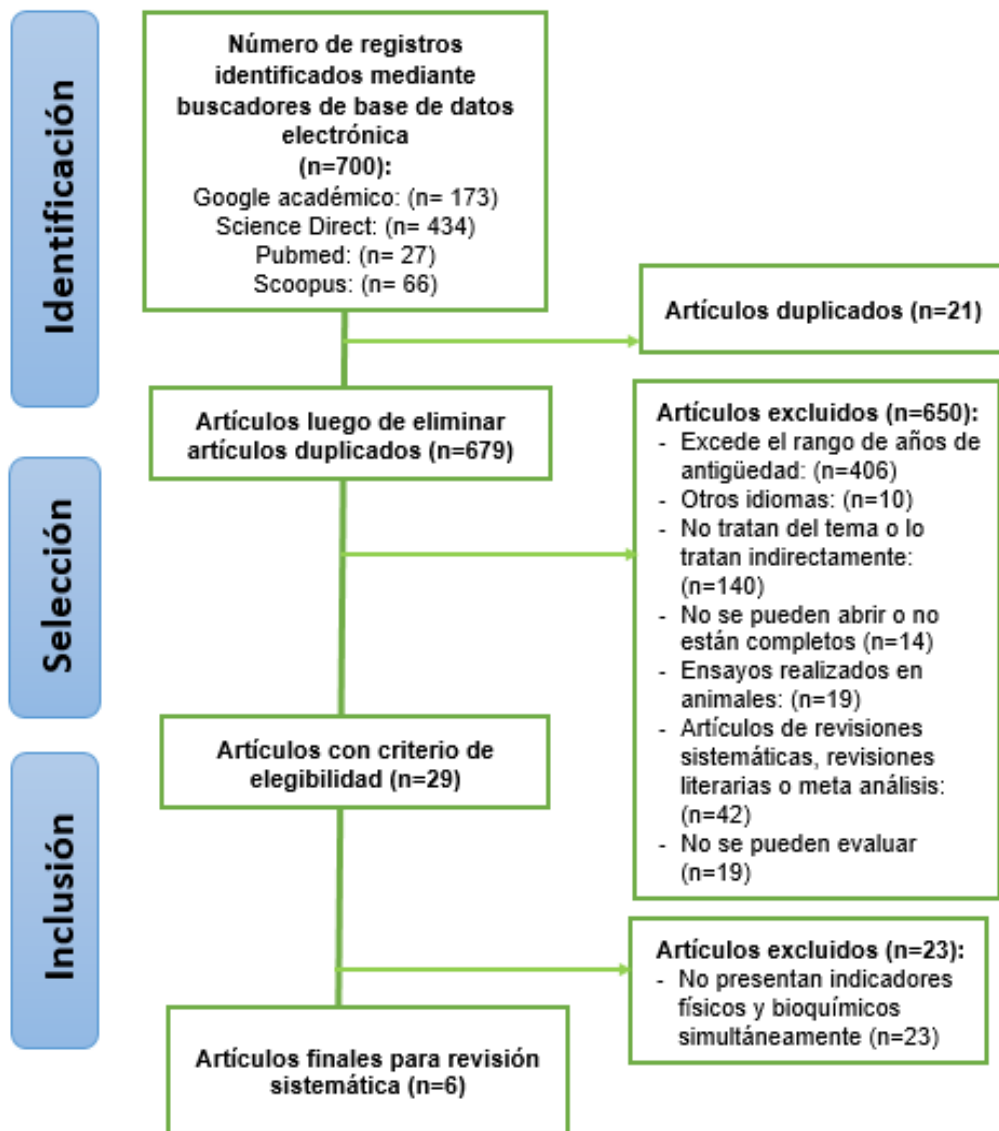 Identificación
Número de registros
identificados mediante
buscadores de base de datos
electrónica
(n=700):
Google académico: (n= 173)
Science Direct: (n= 434)
Pubmed: (n= 27)
Scoopus: (n= 66)
Artículos duplicados (n=21)
Artículos luego de eliminar
artículos duplicados (n=679)
Selección
Artículos excluidos (n=650):
- Excede el rango de años de
antigüedad: (n=406)
- Otros idiomas: (n=10)
- No tratan del tema o lo
tratan indirectamente:
(n=140)
- No se pueden abrir o no
están completos (n=14)
- Ensayos realizados en
animales: (n=19)
- Artículos de revisiones
sistemáticas, revisiones
literarias o meta análisis:
(n=42)
- No se pueden evaluar
(n=19)
Artículos con criterio de
elegibilidad (n=29)
Inclusión
Artículos excluidos (n=23):
- No presentan indicadores
físicos y bioquímicos
simultáneamente (n=23)
Artículos finales para revisión
sistemática (n=6)